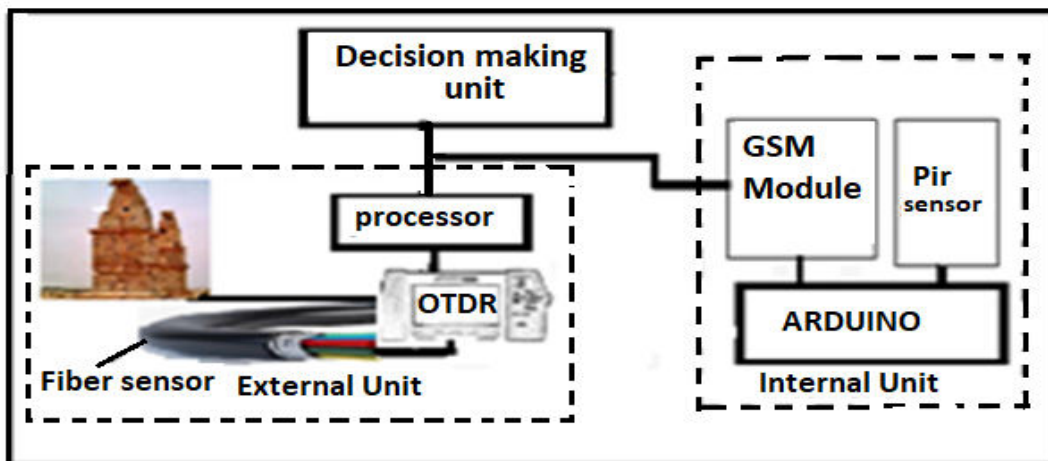 Decision making
unit
GSM
Module
Pir
sensor
processor
OTDR
ARDUINO
Fiber sensor
External Unit
Internal Unit